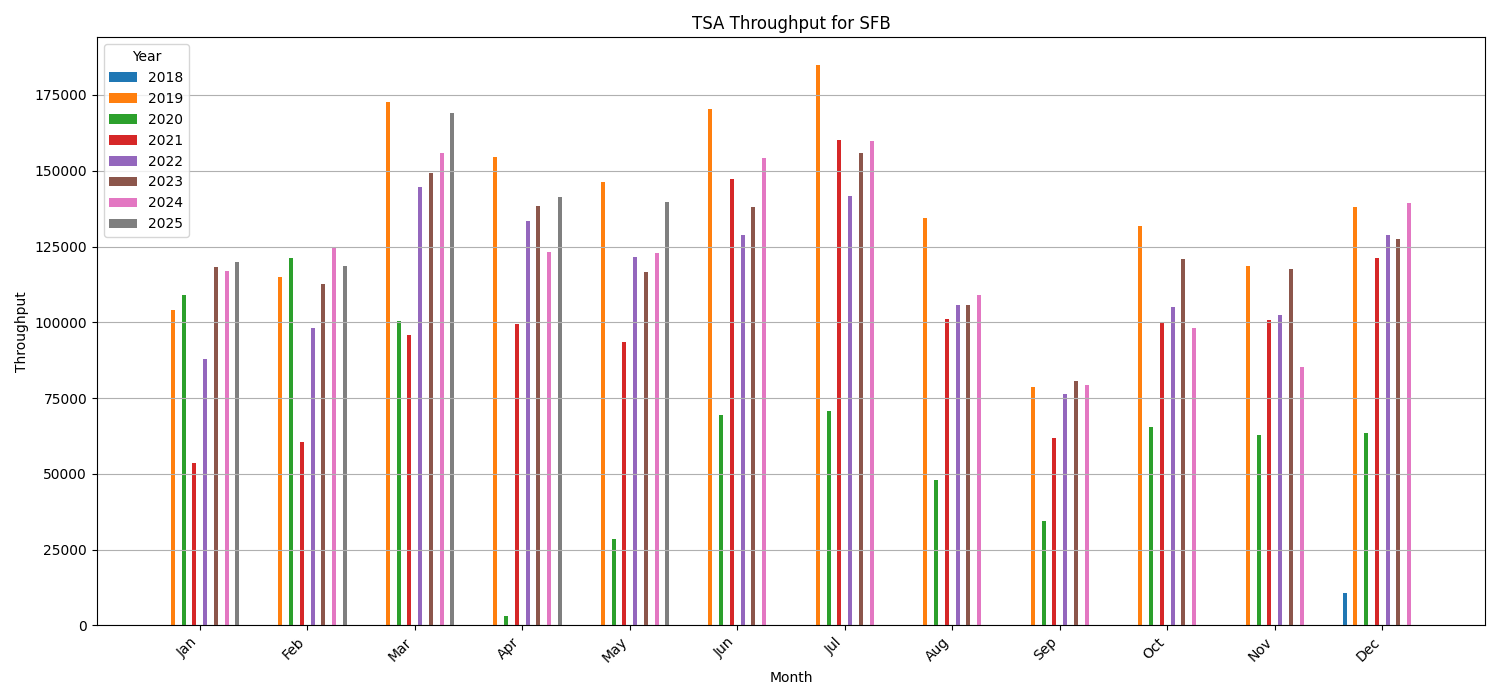 TSA Throughput for SFB
Year
2018
2019
2020
2021
2022
2023
2024
2025
Throughput
175000
150000
125000
100000
75000
50000
25000
0
Jan
Feb
Mar
Apr
May
Jun
Jul
Aug
Sep
Oct
Nov
Dec
Month